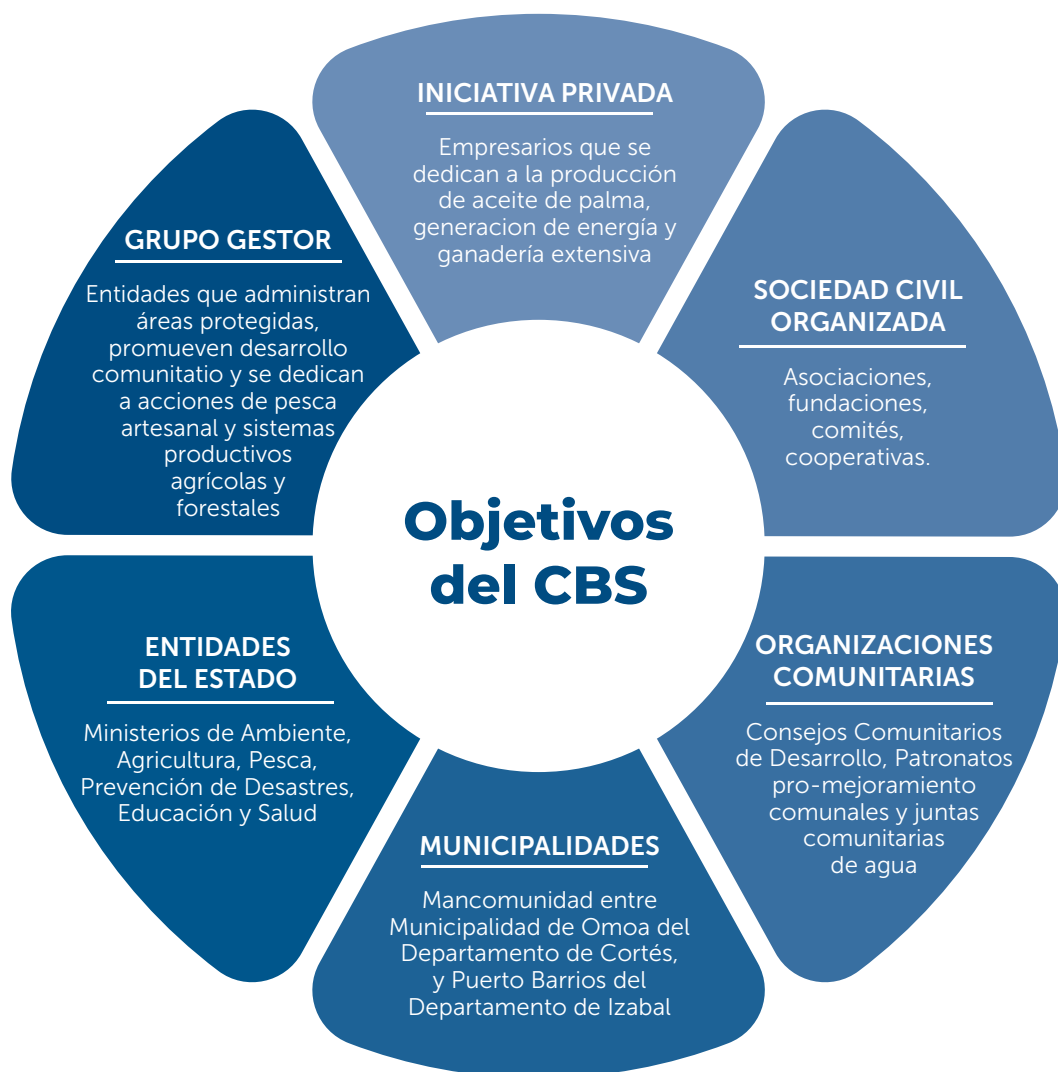 INICIATIVA PRIVADA
Empresarios que se
dedican a la producción
de aceite de palma,
generacion de energía y
ganadería extensiva
SOCIEDAD CIVIL
ORGANIZADA
Asociaciones,
fundaciones,
comités,
cooperativas.
ORGANIZACIONES
COMUNITARIAS
Consejos Comunitarios
de Desarrollo, Patronatos
pro-mejoramiento
comunales y juntas
comunitarias
de agua
MUNICIPALIDADES
Mancomunidad entre
Municipalidad de Omoa del
Departamento de Cortés,
y Puerto Barrios del
Departamento de Izabal
ENTIDADES
DEL ESTADO
Ministerios de Ambiente,
Agricultura, Pesca,
Prevención de Desastres,
Educación y Salud
GRUPO GESTOR
Entidades que administran
áreas protegidas,
promueven desarrollo
comunitatio y se dedican
a acciones de pesca
artesanal y sistemas
productivos
agrícolas y
forestales
Objetivos
del CBS